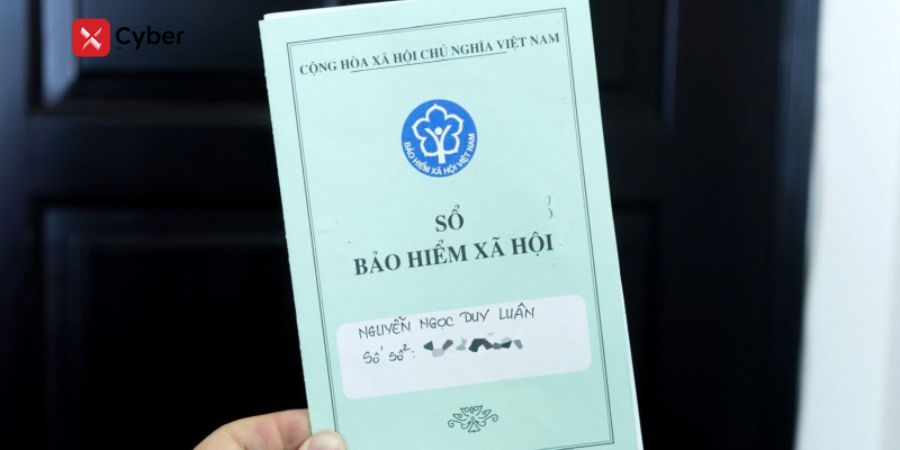 Cyber
CỘNG HÒA XÃ HỘI CHỦ NGHĨA VIỆT NAM
BẢO HIỂM XÃ HỘI VIỆT NAM
SỔ
BẢO HIỂM XÃ HỘI
NGUYỄN NGỌC DUY LUÂN
Số sổ: